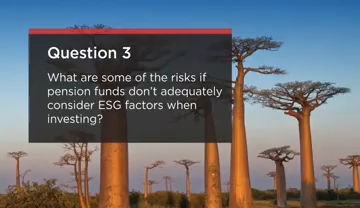 Question 3
What are some of the risks if
pension funds don't adequately
consider ESG factors when
investing?